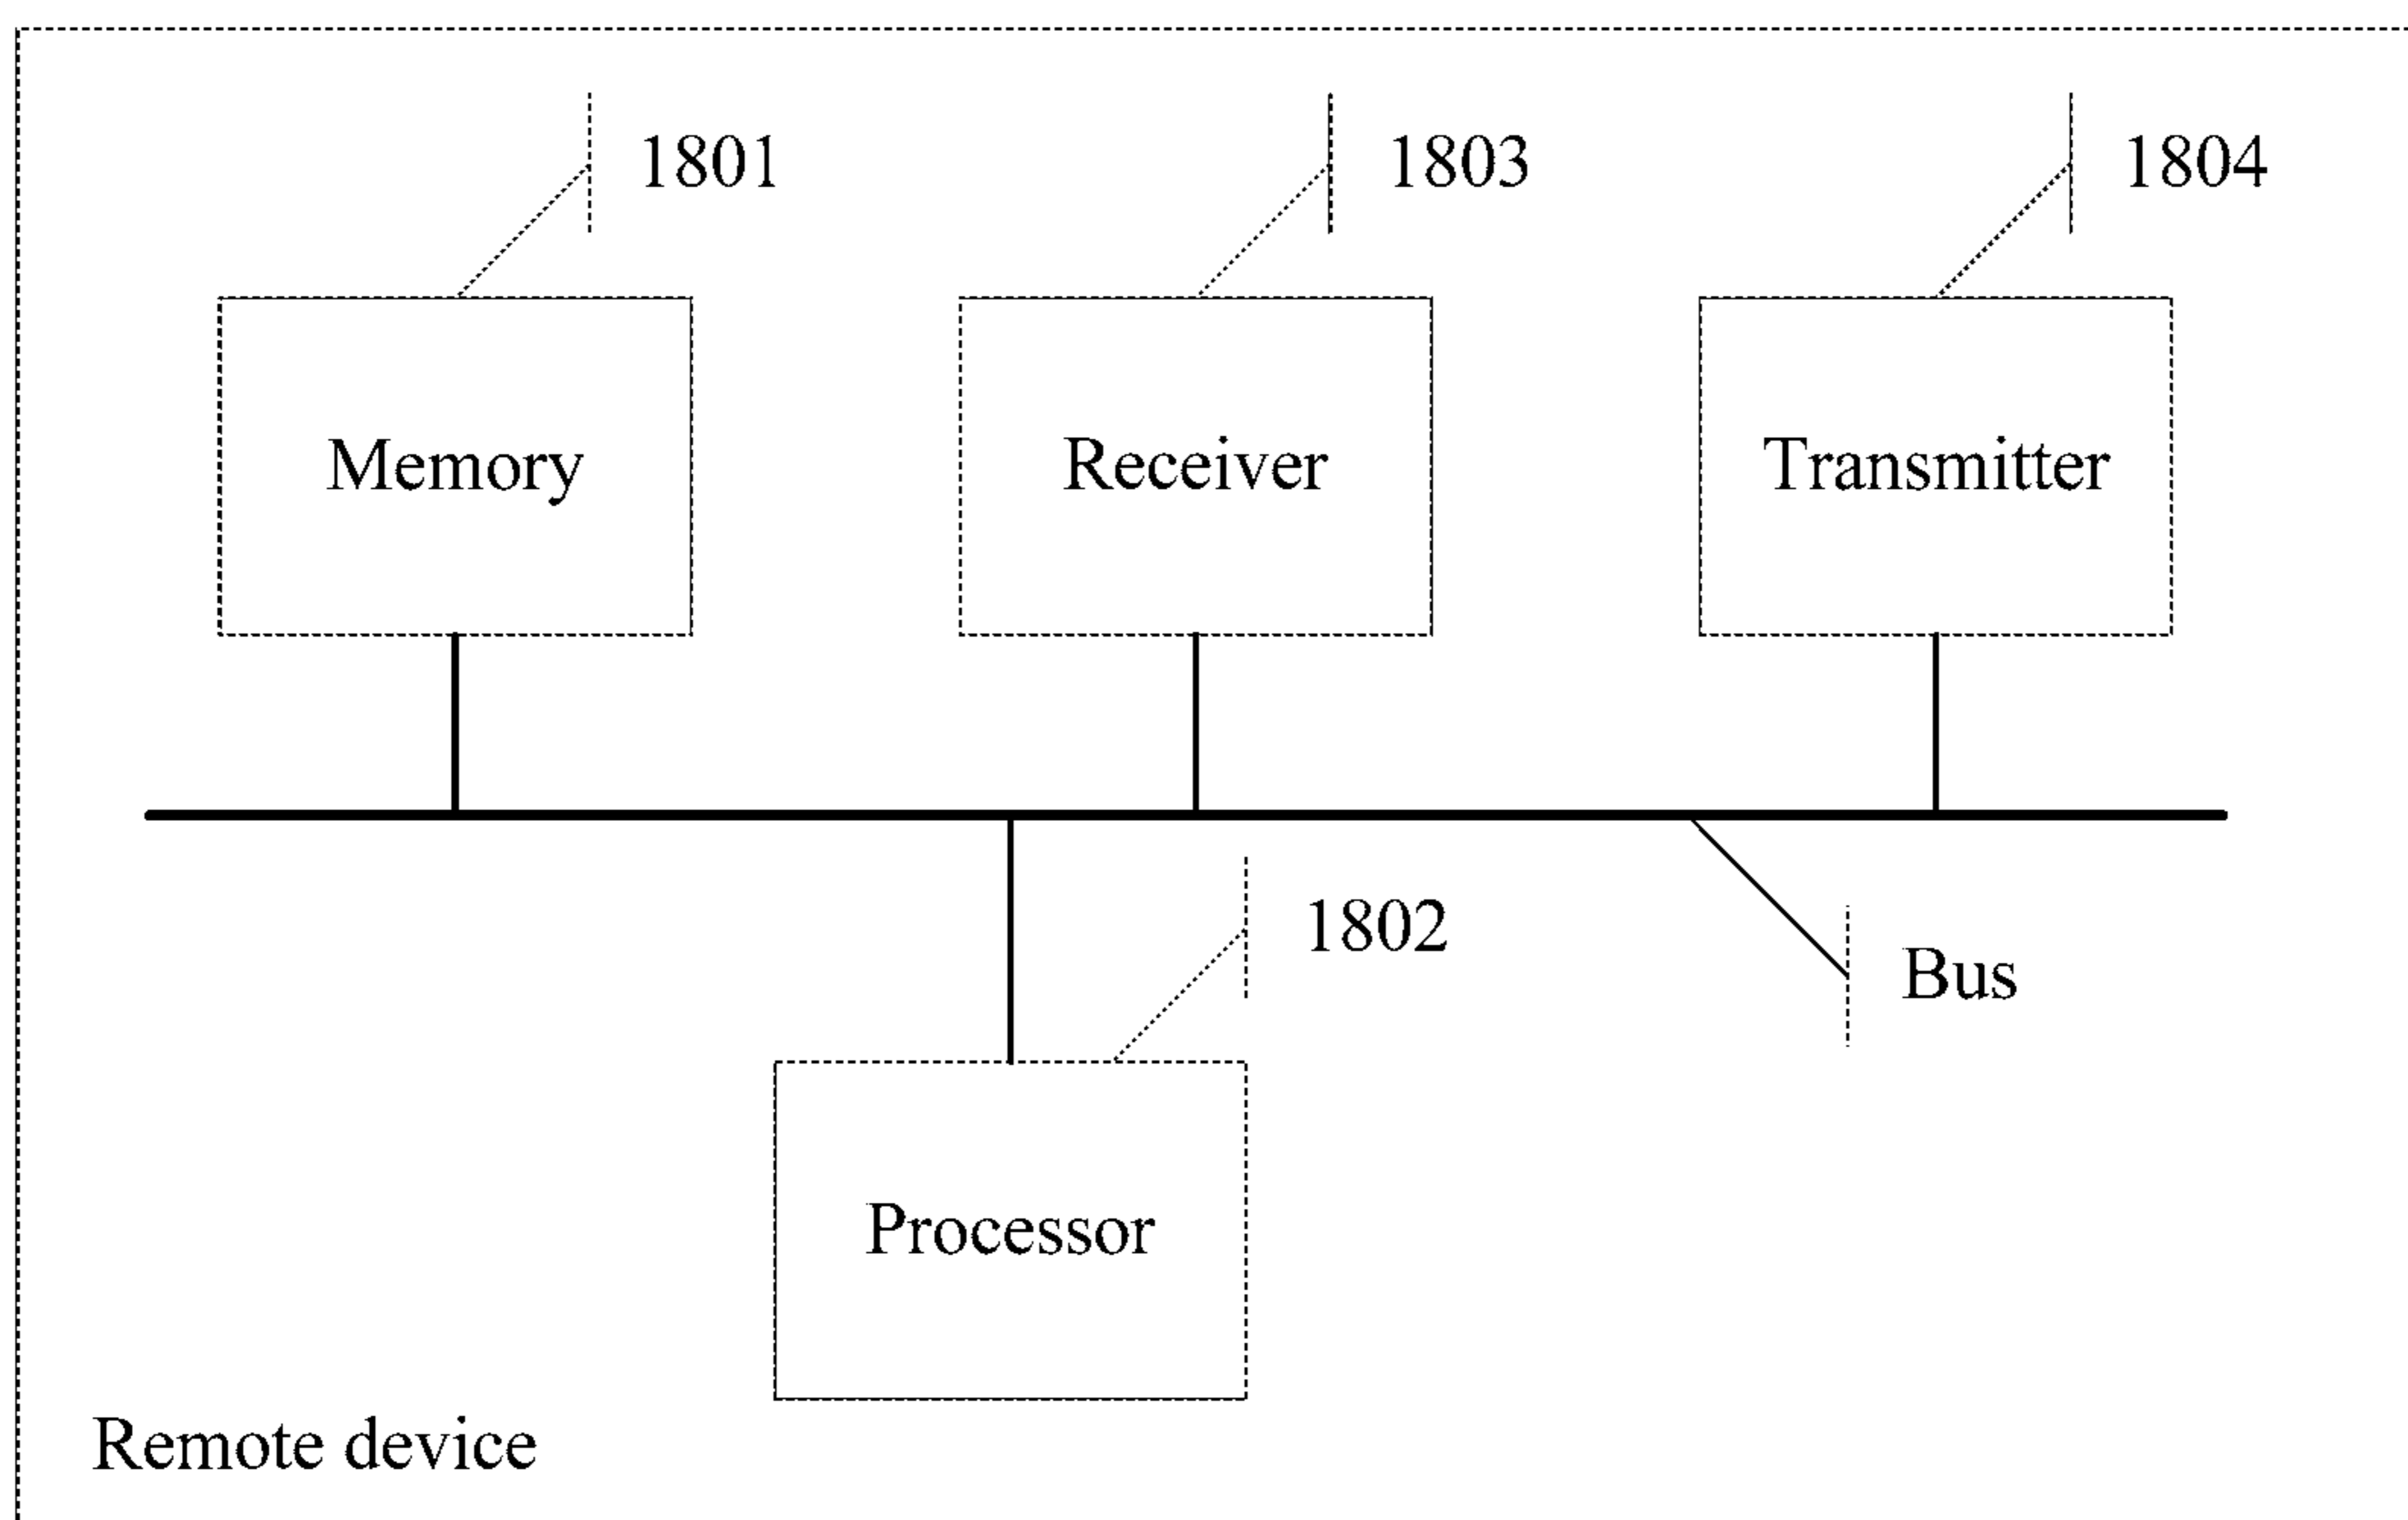 1801
1803
1804
Memory
Receiver
Transmitter
1802
Bus
Processor
Remote device